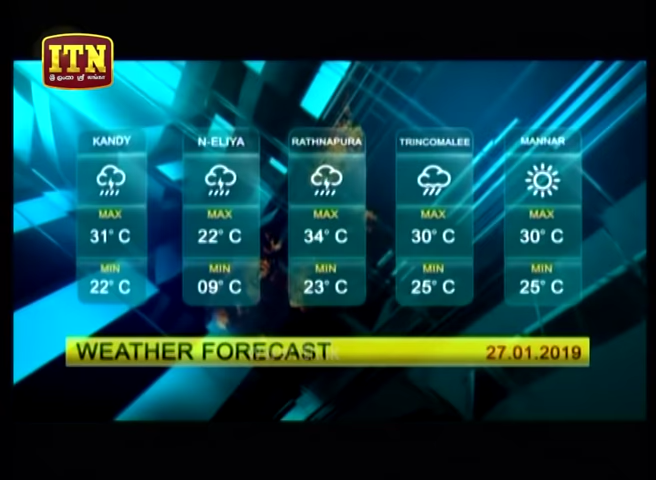 ITN
ශ්‍රී ලංකා ஸ்ரீ லங்கா
KANDY
MAX
31° C
MIN
22° C
N-ELIYA
MAX
22° C
MIN
09° C
RATHNAPURA
MAX
34° C
MIN
23° C
TRINCOMALEE
MAX
30° C
MIN
25° C
MANNAR
MAX
30° C
MIN
25° C
WEATHER FORECAST
27.01.2019